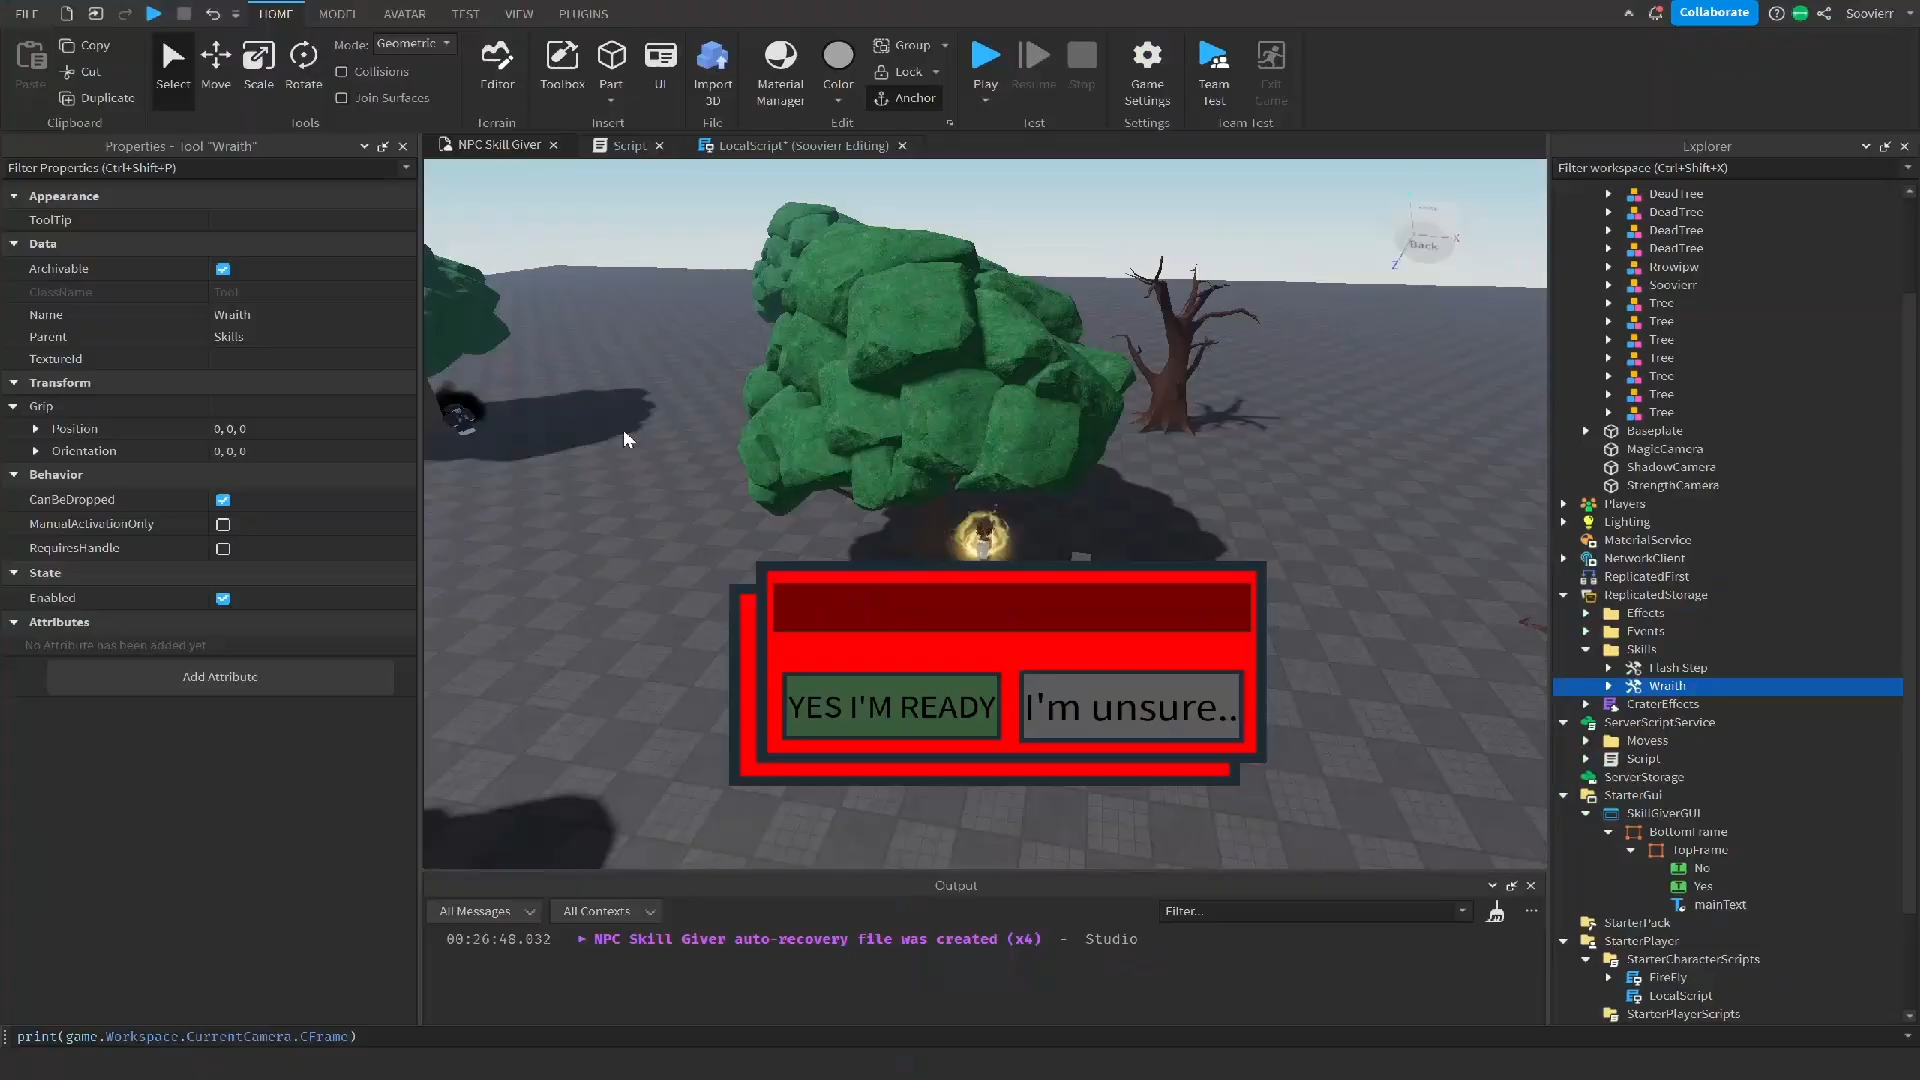 FILE
HOME
MODEL
AVATAR
TEST
VIEW
PLUGINS
Collaborate
Soovierr
Paste
Copy
Cut
Duplicate
Clipboard
Select
Move
Scale
Rotate
Mode: Geometric
Collisions
Join Surfaces
Tools
Editor
Terrain
Toolbox
Part
UI
Insert
Import
3D
File
Material
Manager
Color
Group
Lock
Anchor
Edit
Play
Resume
Stop
Test
Game
Settings
Settings
Team
Test
Exit
Game
Team Test
Properties - Tool "Wraith"
Filter Properties (Ctrl+Shift+P)
Appearance
ToolTip
Data
Archivable
ClassName Tool
Name Wraith
Parent Skills
TextureId
Transform
Grip
Position 0, 0, 0
Orientation 0, 0, 0
Behavior
CanBeDropped
ManualActivationOnly
RequiresHandle
State
Enabled
Attributes
No Attribute has been added yet
Add Attribute
NPC Skill Giver
Script
LocalScript* (Soovierr Editing)
Back
X
Z
YES I'M READY
I'm unsure..
Output
All Messages
All Contexts
Filter...
00:26:48.032 NPC Skill Giver auto-recovery file was created (x4) - Studio
print(game.Workspace.CurrentCamera.CFrame)
Explorer
Filter workspace (Ctrl+Shift+X)
DeadTree
DeadTree
DeadTree
DeadTree
Rrowipw
Soovierr
Tree
Tree
Tree
Tree
Tree
Tree
Tree
Baseplate
MagicCamera
ShadowCamera
StrengthCamera
Players
Lighting
MaterialService
NetworkClient
ReplicatedFirst
ReplicatedStorage
Effects
Events
Skills
Flash Step
Wraith
CraterEffects
ServerScriptService
Movess
Script
ServerStorage
StarterGui
SkillGiverGUI
BottomFrame
TopFrame
No
Yes
mainText
StarterPack
StarterPlayer
StarterCharacterScripts
FireFly
LocalScript
StarterPlayerScripts